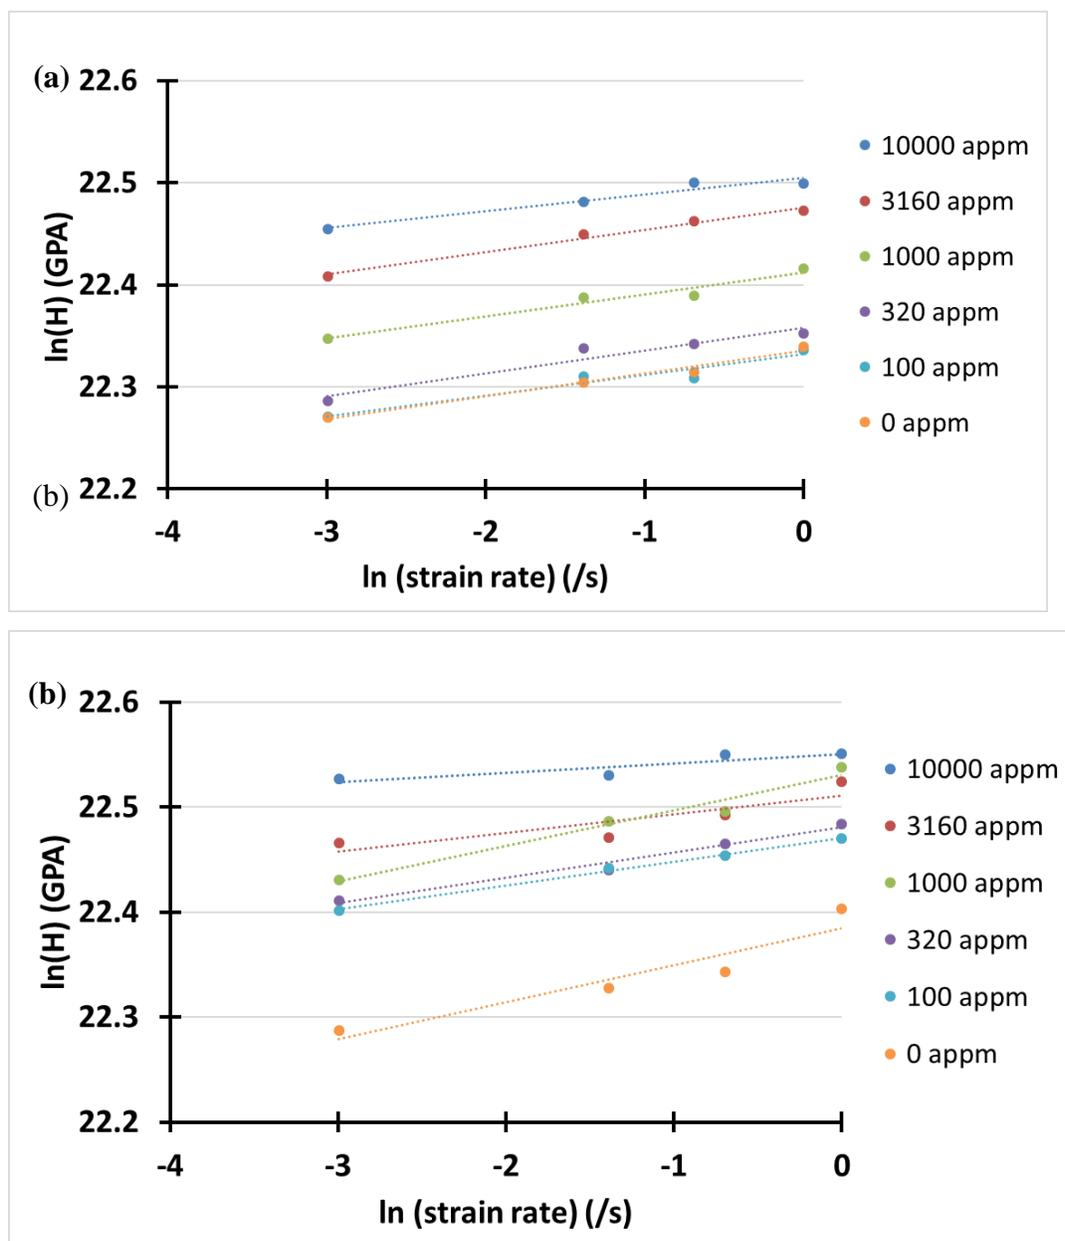 (a)
22.6
22.5
22.4
22.3
22.2
(b)
ln(H) (GPA)
-4 -3 -2 -1 0
ln (strain rate) (/s)
10000 appm
3160 appm
1000 appm
320 appm
100 appm
0 appm
(b)
22.6
22.5
22.4
22.3
22.2
ln(H) (GPA)
-4 -3 -2 -1 0
ln (strain rate) (/s)
10000 appm
3160 appm
1000 appm
320 appm
100 appm
0 appm